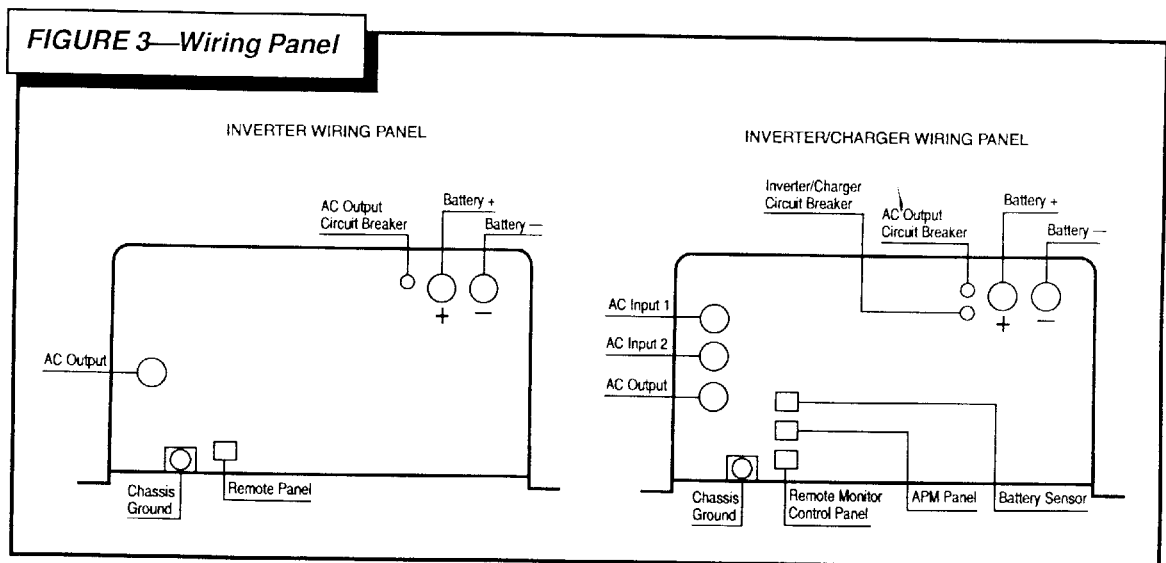 FIGURE 3—Wiring Panel
INVERTER WIRING PANEL
AC Output
Circuit Breaker
Battery +
Battery —
+
—
AC Output
Chassis
Ground
Remote Panel
INVERTER/CHARGER WIRING PANEL
Inverter/Charger
Circuit Breaker
AC Output
Circuit Breaker
Battery +
Battery —
+
—
AC Input 1
AC Input 2
AC Output
Chassis
Ground
Remote Monitor
Control Panel
APM Panel
Battery Sensor